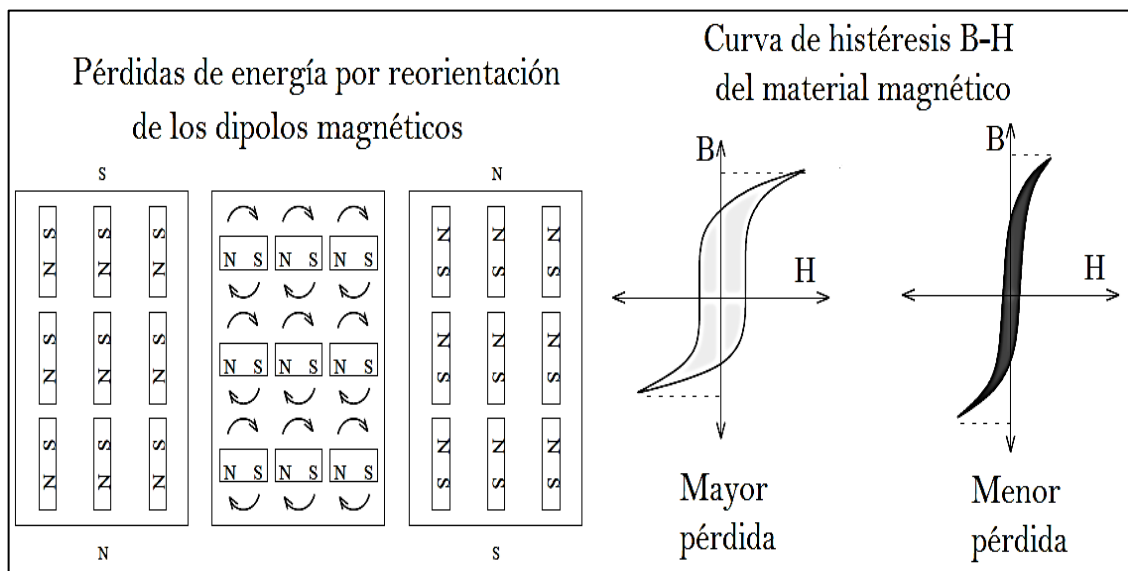 Pérdidas de energía por reorientación
de los dipolos magnéticos
S
S N S N S N
S N S N S N
S N S N S N
N
N S N S N S
N S N S N S
N S N S N S
N
N S N S N S
N S N S N S
N S N S N S
S
Curva de histéresis B-H
del material magnético
B
H
Mayor
pérdida
B
H
Menor
pérdida